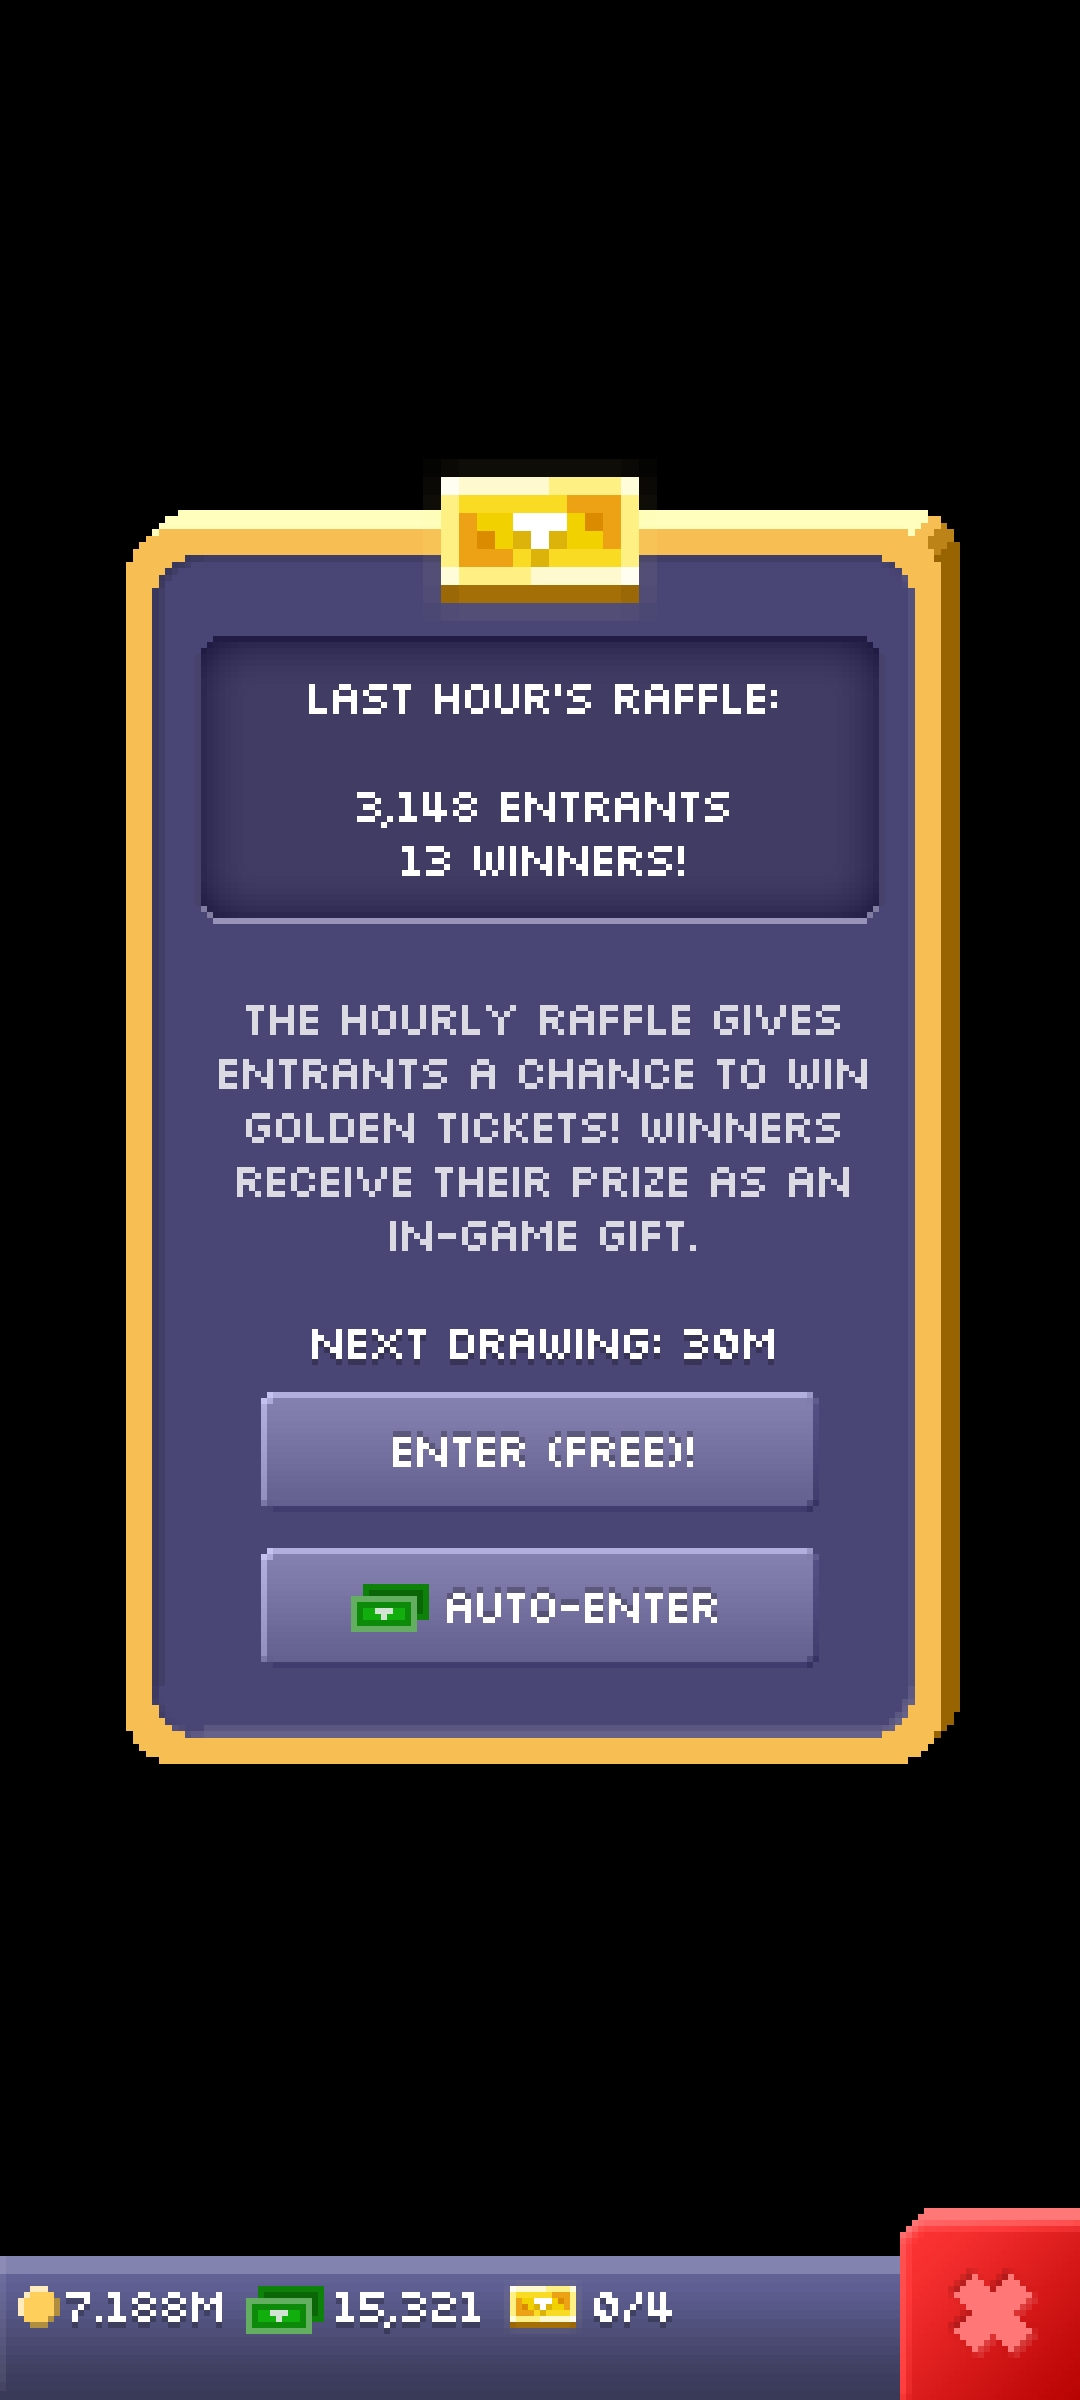 LAST HOUR'S RAFFLE:
3,148 ENTRANTS
13 WINNERS!
THE HOURLY RAFFLE GIVES
ENTRANTS A CHANCE TO WIN
GOLDEN TICKETS! WINNERS
RECEIVE THEIR PRIZE AS AN
IN-GAME GIFT.
NEXT DRAWING: 30M
ENTER (FREE)!
AUTO-ENTER
7.188M 15,321 0/4